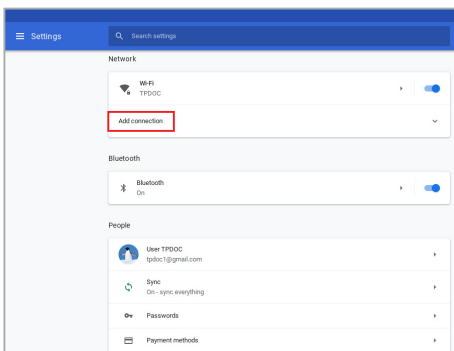 Settings
Search settings
Network
Wi-Fi
TPDOC
Add connection
Bluetooth
Bluetooth
On
People
User TPDOC
tpdoc1@gmail.com
Sync
On - sync everything
Passwords
Payment methods